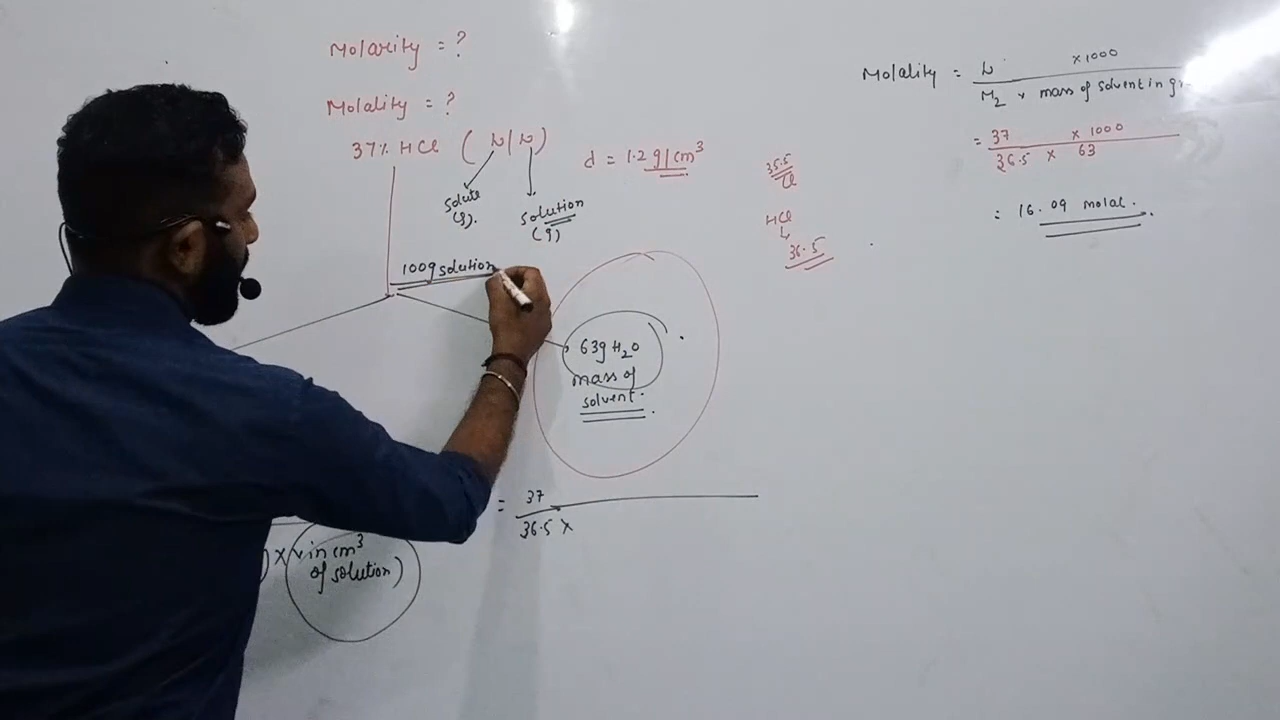 Molarity = ?
Molality = ?
37% HCl (W/W)
solute
(g).
solution
(g)
d = 1.2 g/cm³
35.5
Cl
HCl
36.5
100g solution
63g H₂O
mass of
solvent.
= 37
36.5 ×
× v in cm³
of solution)
Molality = W × 1000
M₂ × mass of solvent in
= 37 × 1000
36.5 × 63
= 16.09 molal.